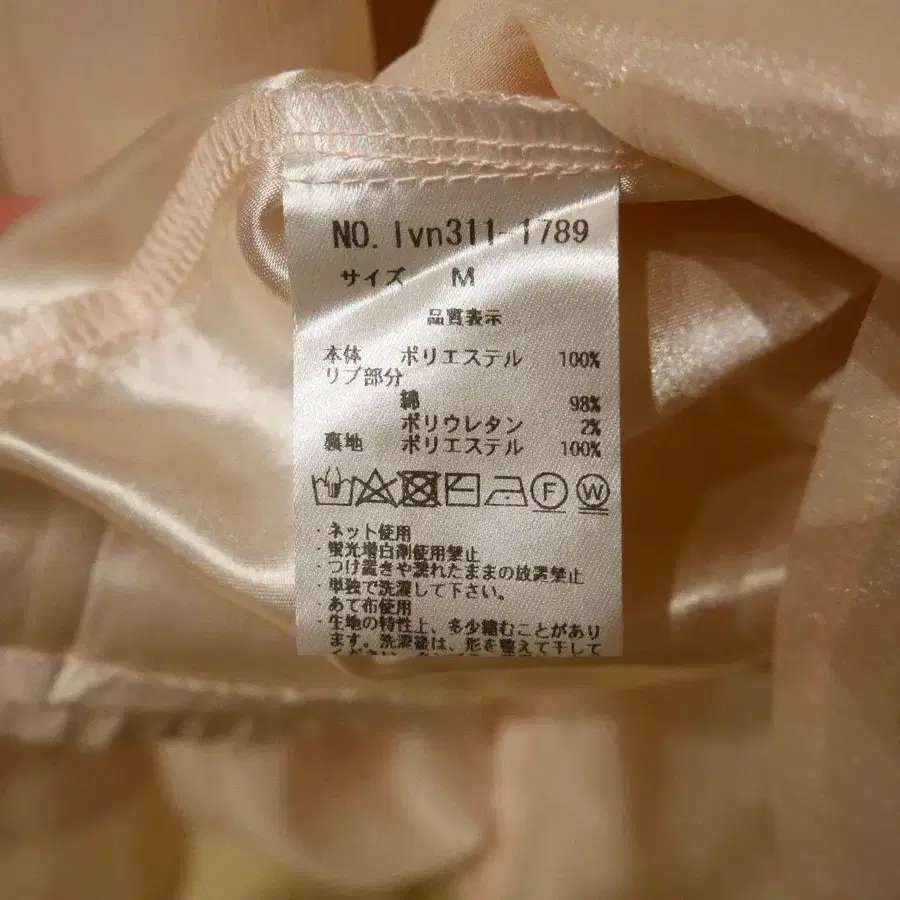 NO. lvn311-1789
サイズ M
品質表示
本体 ポリエステル 100%
リブ部分
綿 98%
ポリウレタン 2%
裏地 ポリエステル 100%
F W
・ネット使用
・蛍光増白剤使用禁止
・つけ置きや濡れたままの放置禁止
・単独で洗濯して下さい。
・あて布使用
・生地の特性上、多少縮むことがあり
ます。洗濯後は、形を整えて干して